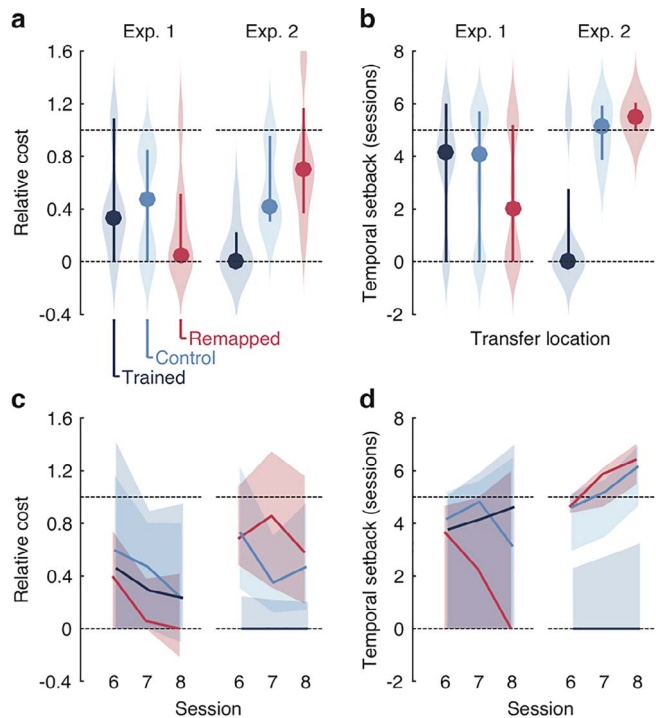 a
Exp. 1 Exp. 2
Relative cost
1.6
1.2
0.8
0.4
0
-0.4
Remapped
Control
Trained
b
Exp. 1 Exp. 2
Temporal setback (sessions)
8
6
4
2
0
-2
Transfer location
c
Relative cost
1.6
1.2
0.8
0.4
0
-0.4
6 7 8 6 7 8
Session
d
Temporal setback (sessions)
8
6
4
2
0
-2
6 7 8 6 7 8
Session